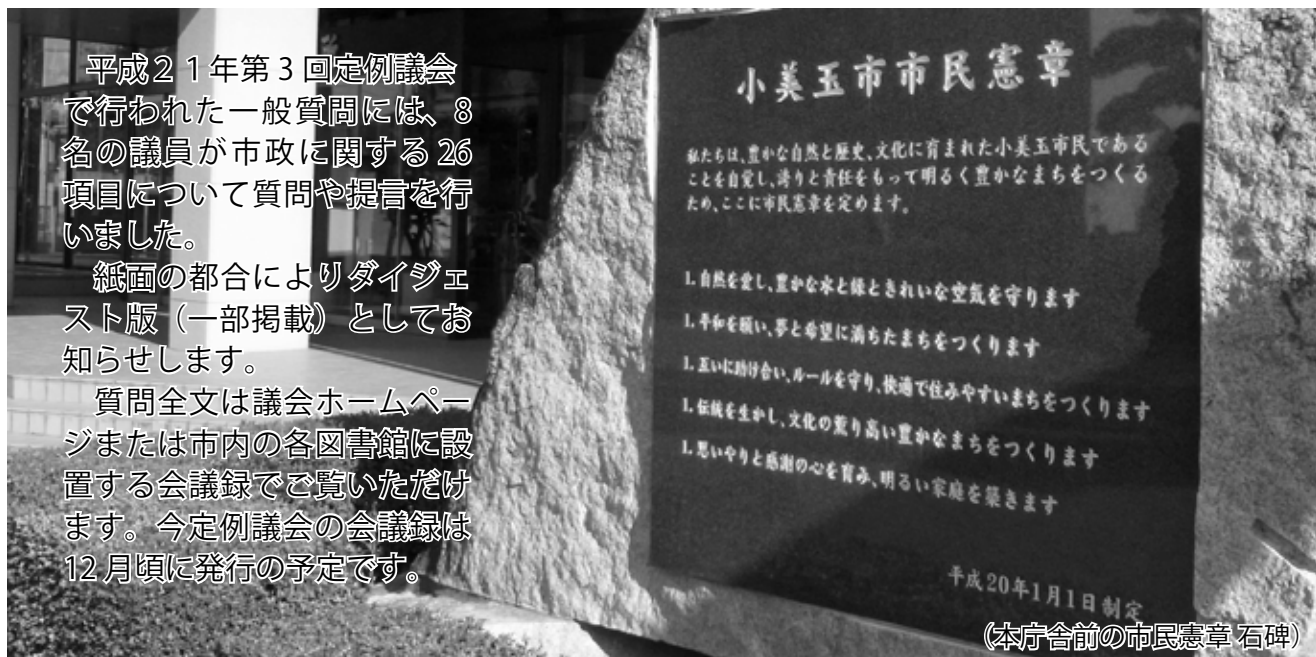 平成２１年第３回定例議会
で行われた一般質問には、８
名の議員が市政に関する 26
項目について質問や提言を行
いました。
紙面の都合によりダイジェ
スト版（一部掲載）としてお
知らせします。
質問全文は議会ホームペー
ジまたは市内の各図書館に設
置する会議録でご覧いただけ
ます。今定例議会の会議録は
12 月頃に発行の予定です。
小美玉市市民憲章
私たちは、豊かな自然と歴史、文化に育まれた小美玉市民である
ことを自覚し、誇りと責任をもって明るく豊かなまちをつくる
ため、ここに市民憲章を定めます。
1. 自然を愛し、豊かな水と緑ときれいな空気を守ります
1. 平和を願い、夢と希望に満ちたまちをつくります
1. 互いに助け合い、ルールを守り、快適で住みやすいまちをつくります
1. 伝統を生かし、文化の薫り高い豊かなまちをつくります
1. 思いやりと感謝の心を育み、明るい家庭を築きます
平成20年1月1日 制定
（本庁舎前の市民憲章 石碑）